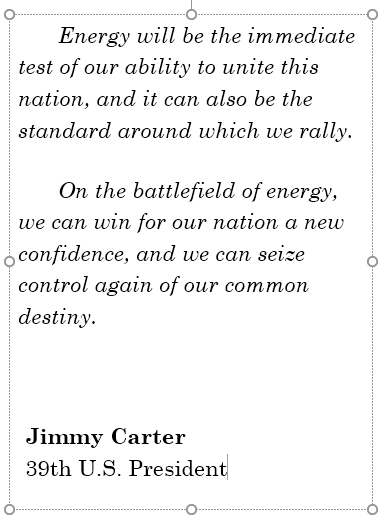 Energy will be the immediate
test of our ability to unite this
nation, and it can also be the
standard around which we rally.
On the battlefield of energy,
we can win for our nation a new
confidence, and we can seize
control again of our common
destiny.
Jimmy Carter
39th U.S. President